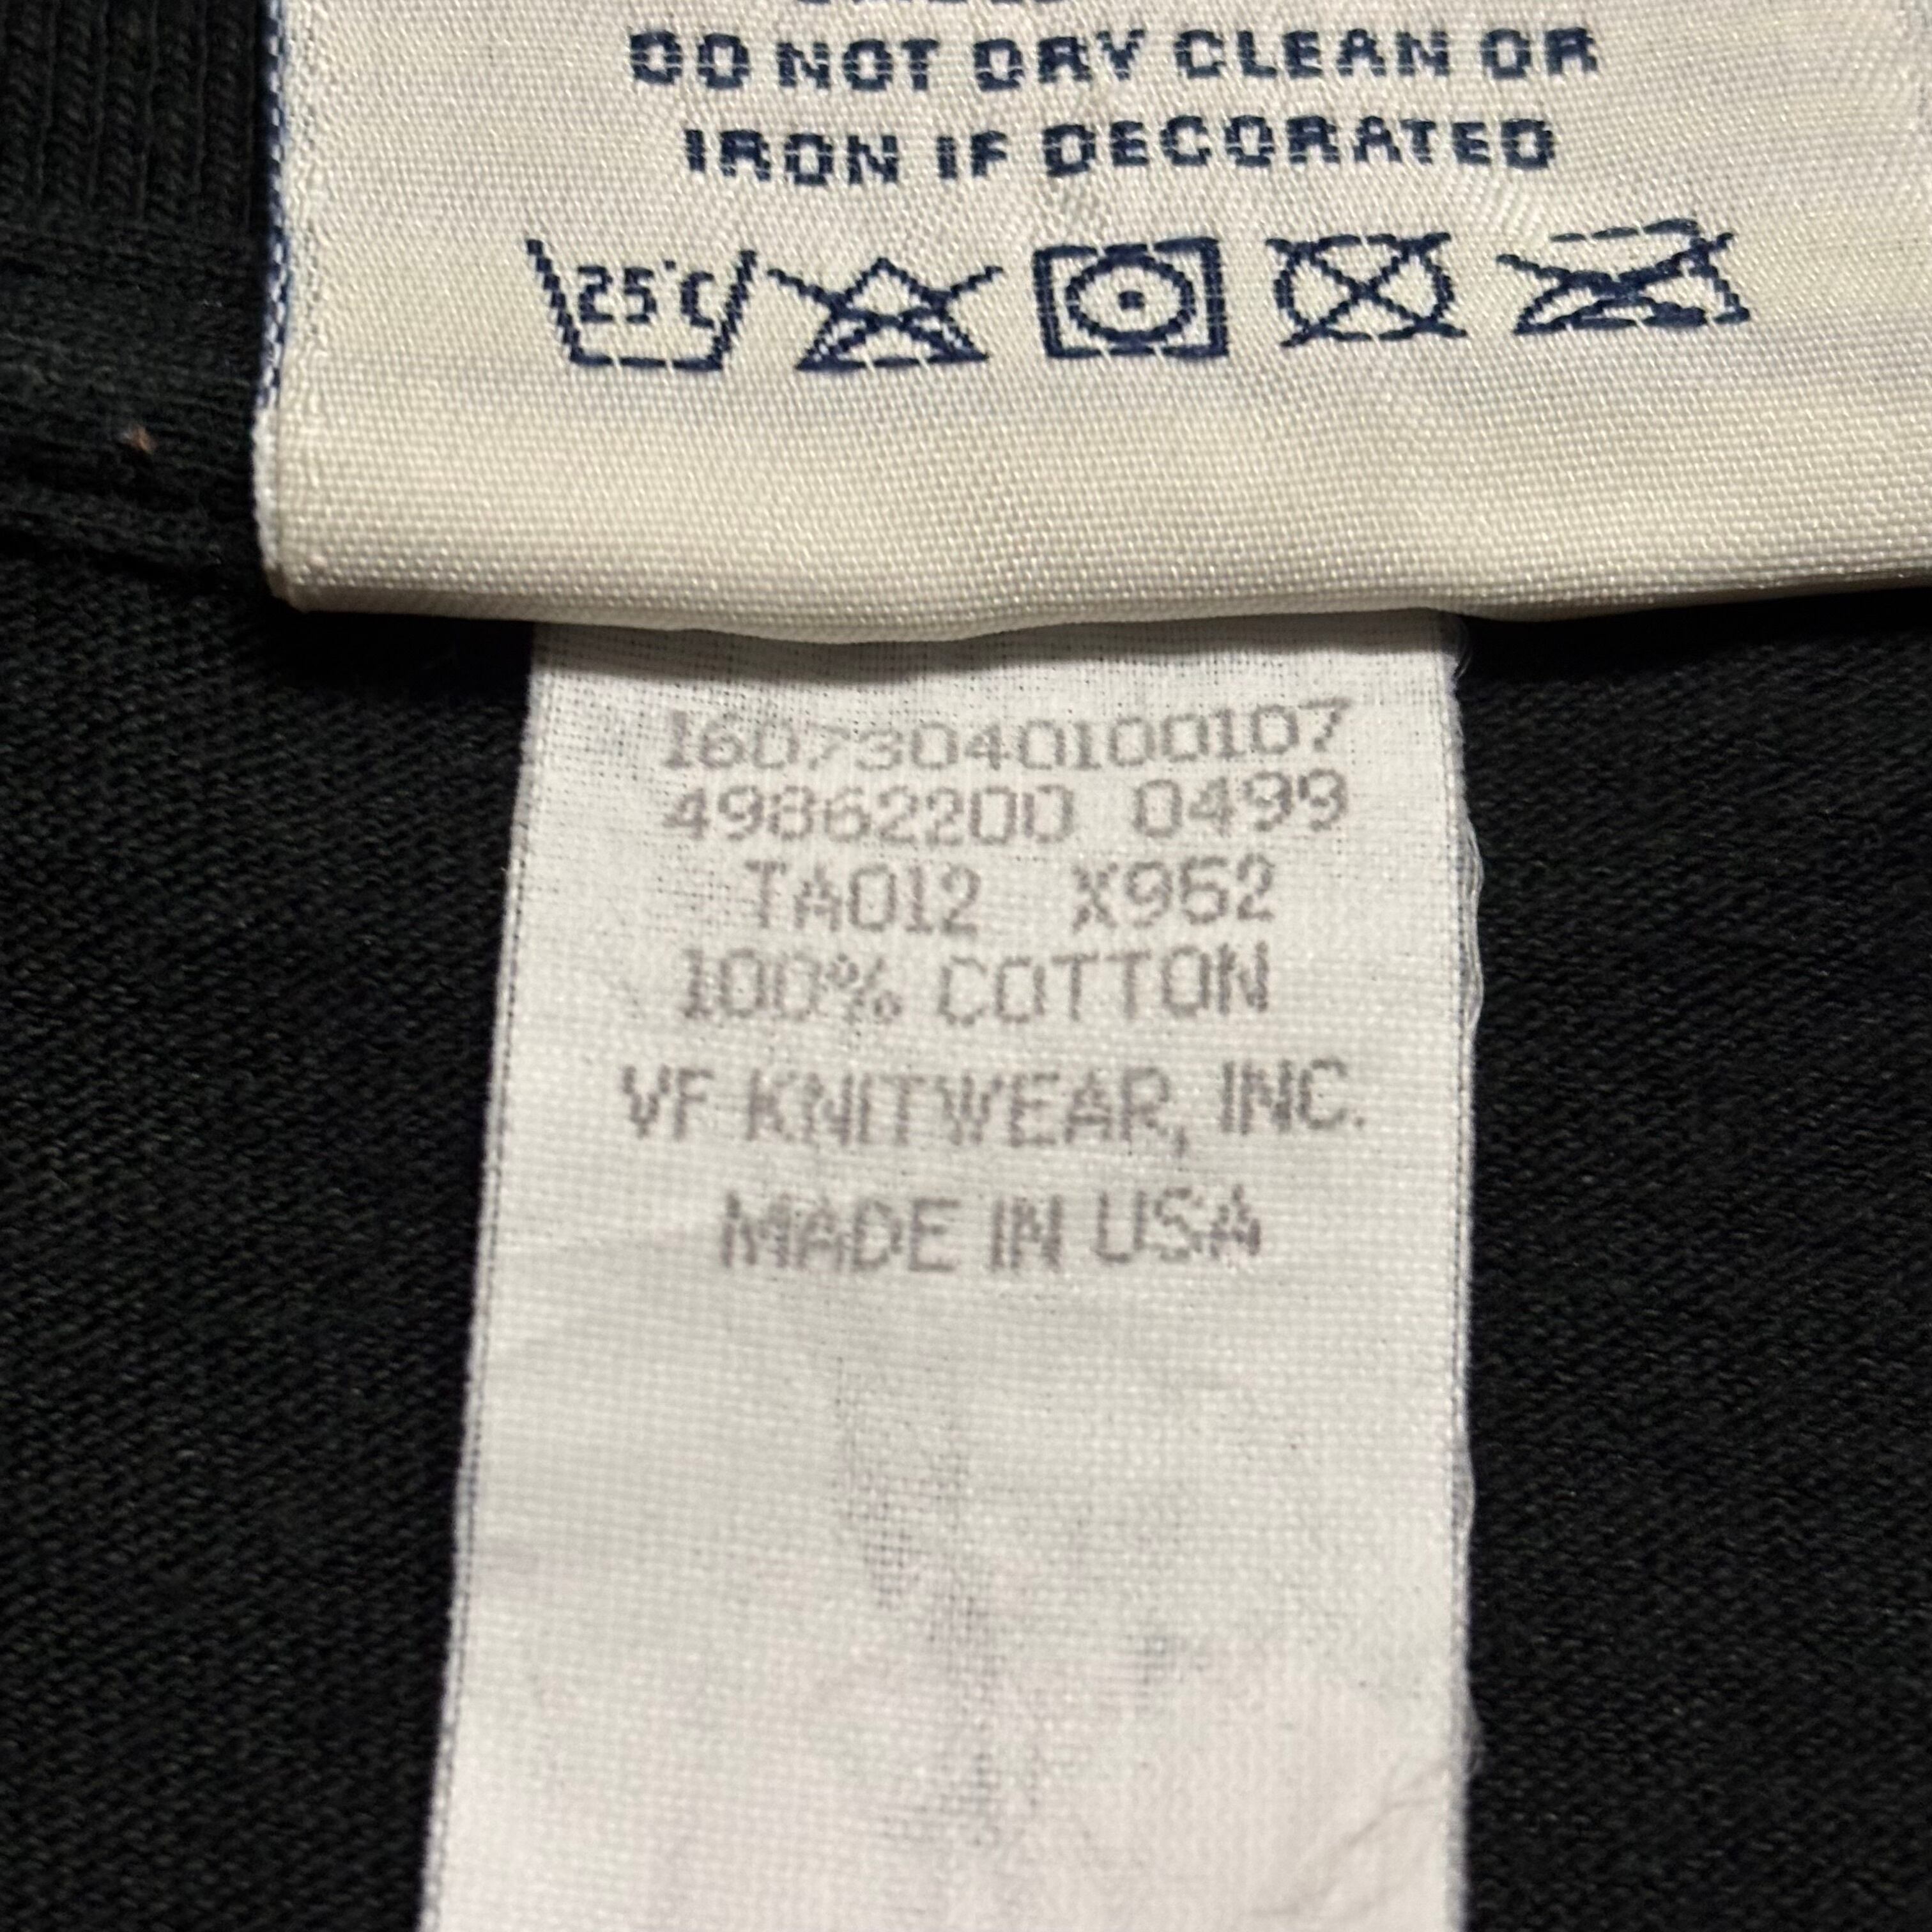 DO NOT DRY CLEAN OR
IRON IF DECORATED
25°C
I6073040100107
49862200 0499
TA012 X952
100% COTTON
VF KNITWEAR, INC.
MADE IN USA